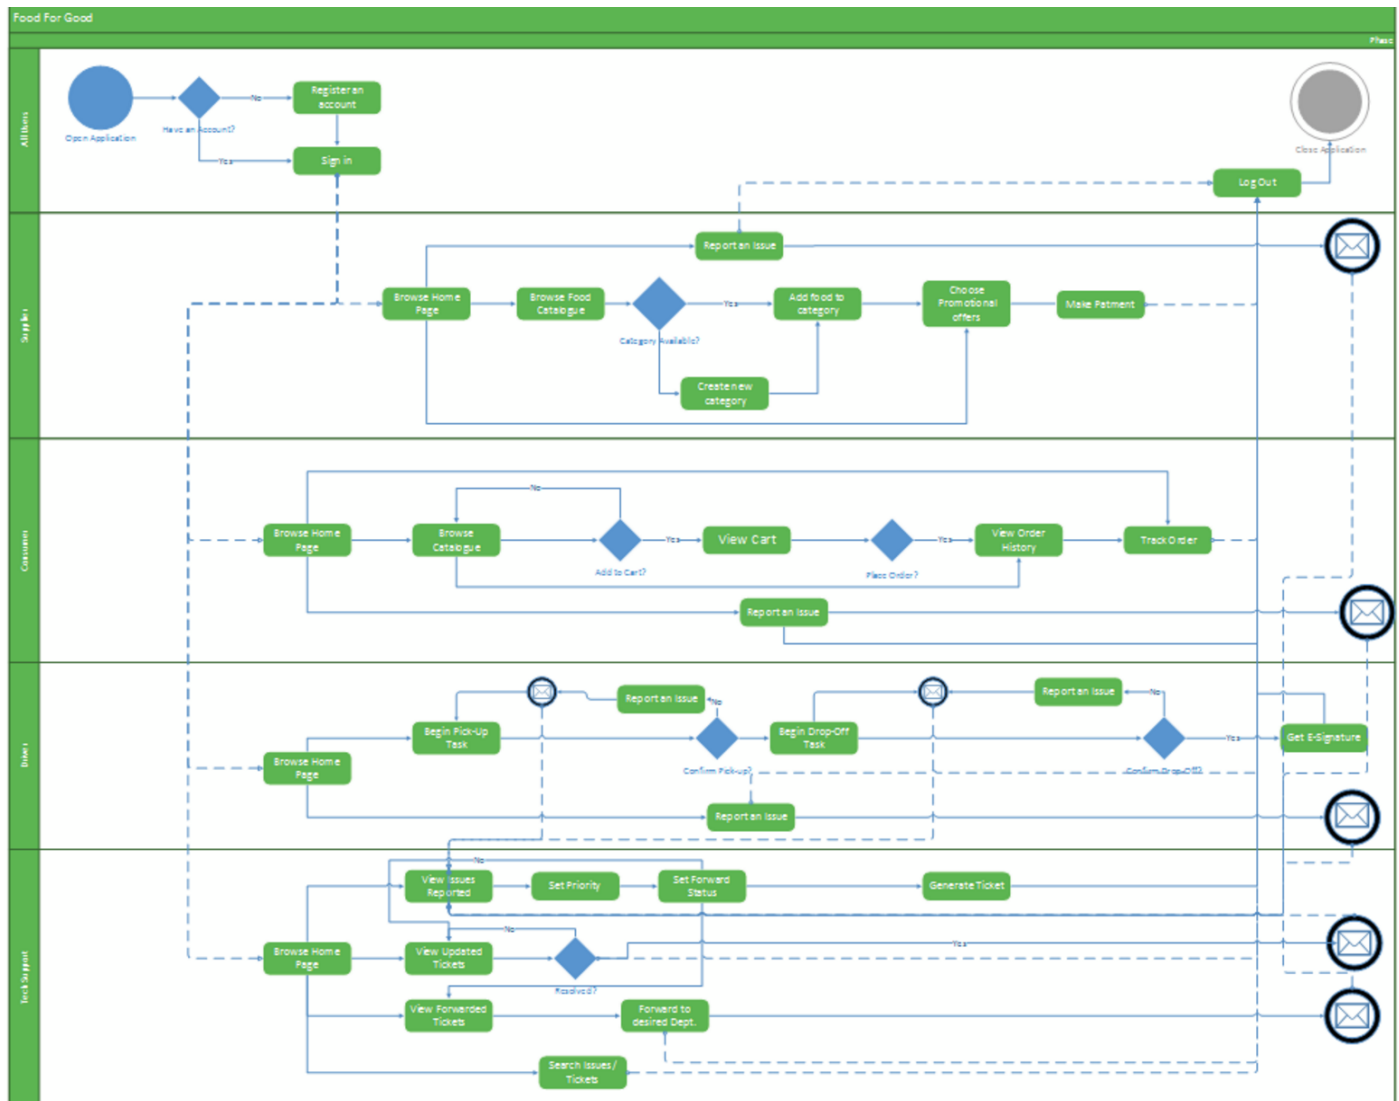 Food For Good
Phase
All Users
Open Application
Have an Account?
No
Register an
account
Yes
Sign in
Close Application
Log Out
Supplier
Report an Issue
Browse Home
Page
Browse Food
Catalogue
Category Available?
Yes
Add food to
category
Choose
Promotional
offers
Make Patment
Create new
category
Consumer
No
Browse Home
Page
Browse
Catalogue
Add to Cart?
Yes
View Cart
Place Order?
Yes
View Order
History
Track Order
Report an Issue
Driver
Report an Issue
No
Report an Issue
No
Begin Pick-Up
Task
Confirm Pick-up?
Begin Drop-Off
Task
Confirm Drop-Off?
Yes
Get E-Signature
Browse Home
Page
Report an Issue
Tech Support
No
View Issues
Reported
Set Priority
Set Forward
Status
Generate Ticket
No
Browse Home
Page
View Updated
Tickets
Resolved?
Yes
View Forwarded
Tickets
Forward to
desired Dept.
Search Issues/
Tickets